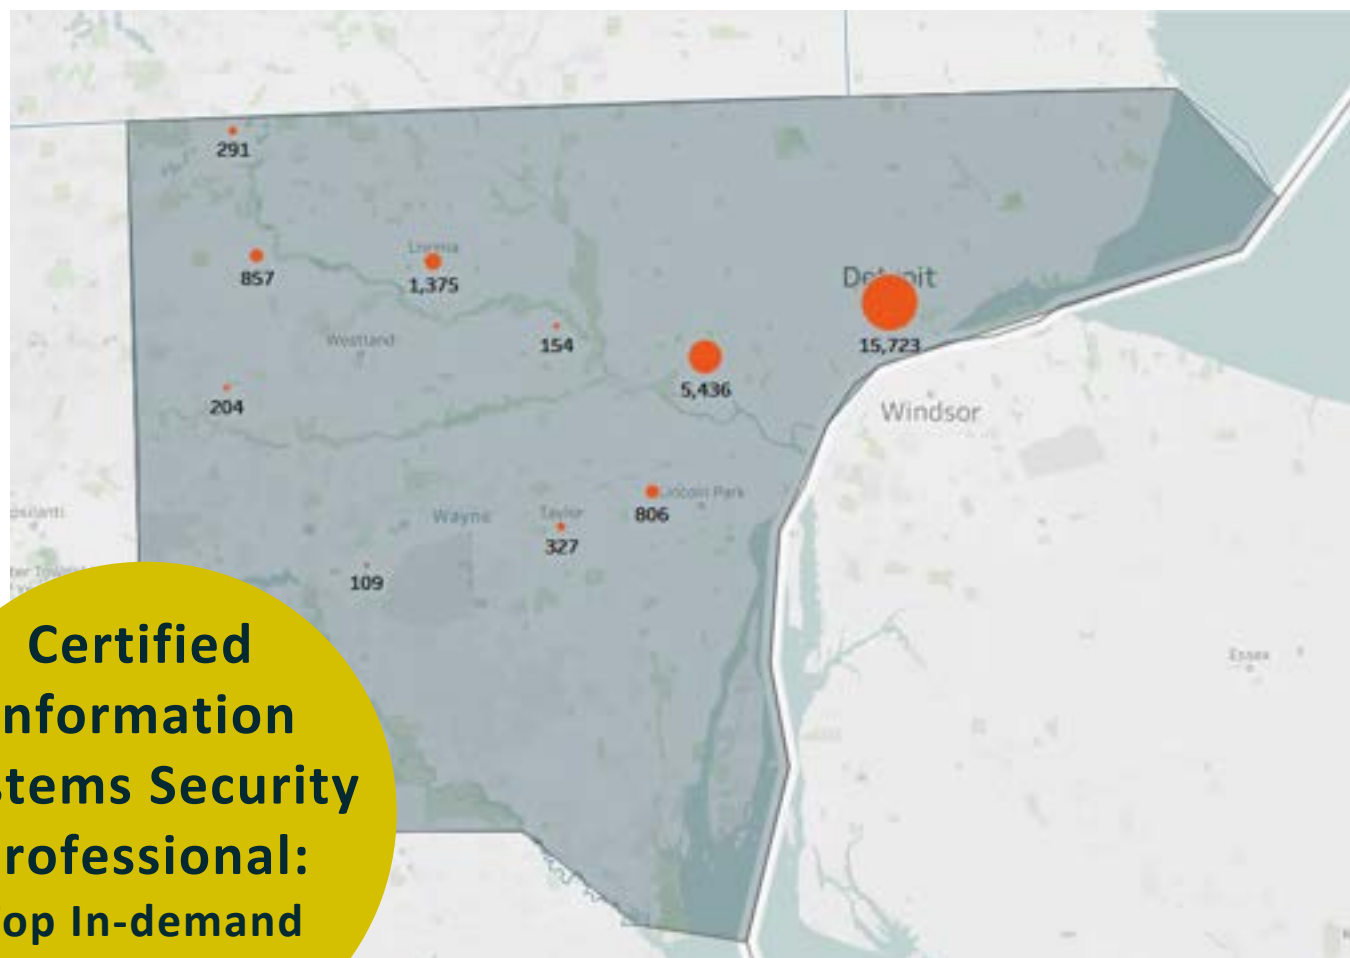 291
857
Livonia
1,375
Detroit
15,723
Westland
154
5,436
204
Windsor
psilanti
Wayne
Taylor
327
Lincoln Park
806
109
Essex
Certified
nformation
stems Security
rofessional:
op In-demand